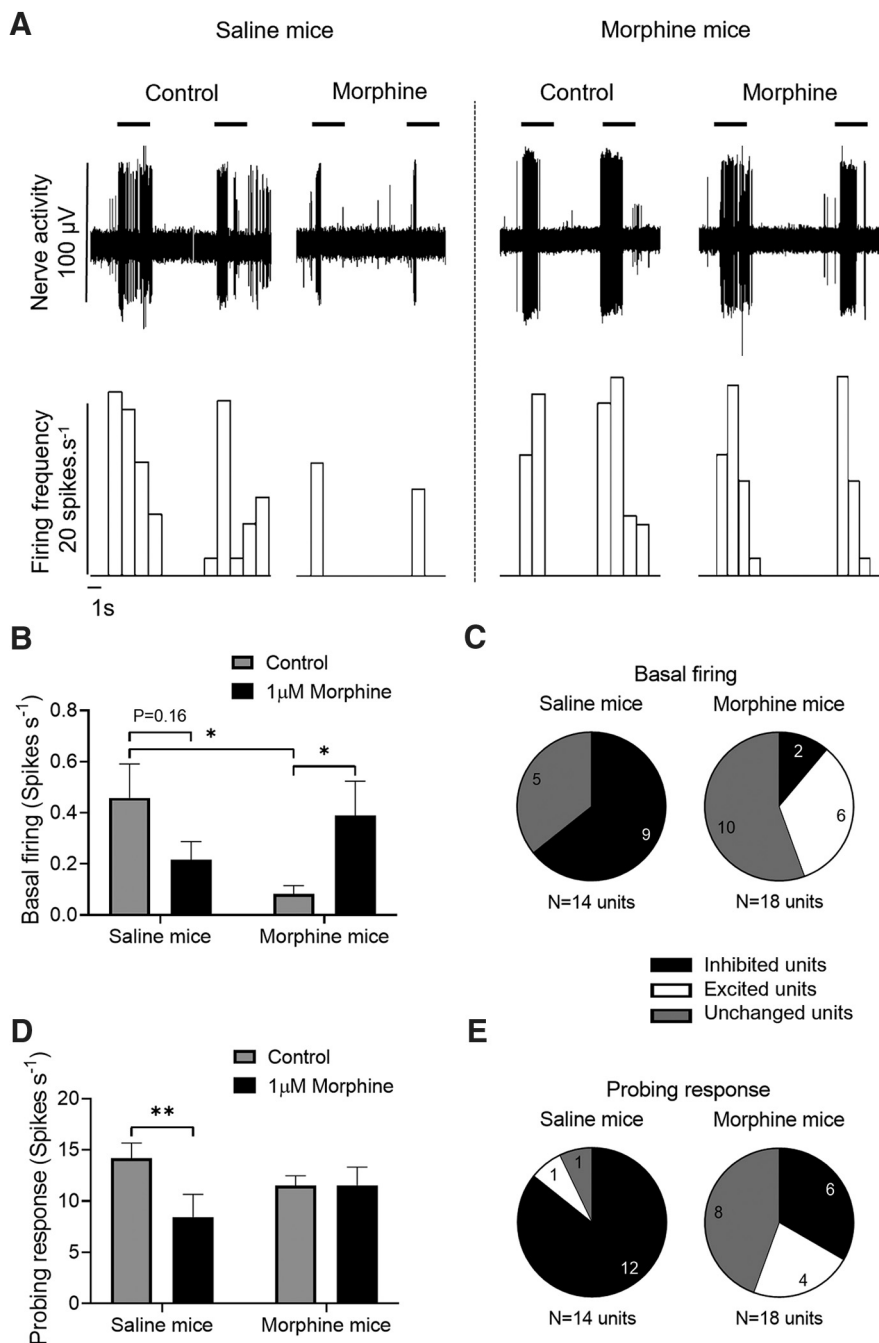 A
Saline mice
Morphine mice
Control
Morphine
Control
Morphine
Nerve activity
100 µV
Firing frequency
20 spikes.s⁻¹
1s
B
Control
1µM Morphine
Basal firing (Spikes s⁻¹)
0.8
0.6
0.4
0.2
0.0
P=0.16
*
*
Saline mice
Morphine mice
C
Basal firing
Saline mice
Morphine mice
5
9
2
6
10
N=14 units
N=18 units
Inhibited units
Excited units
Unchanged units
D
Control
1µM Morphine
Probing response (Spikes s⁻¹)
20
15
10
5
0
**
Saline mice
Morphine mice
E
Probing response
Saline mice
Morphine mice
1
1
12
6
8
4
N=14 units
N=18 units